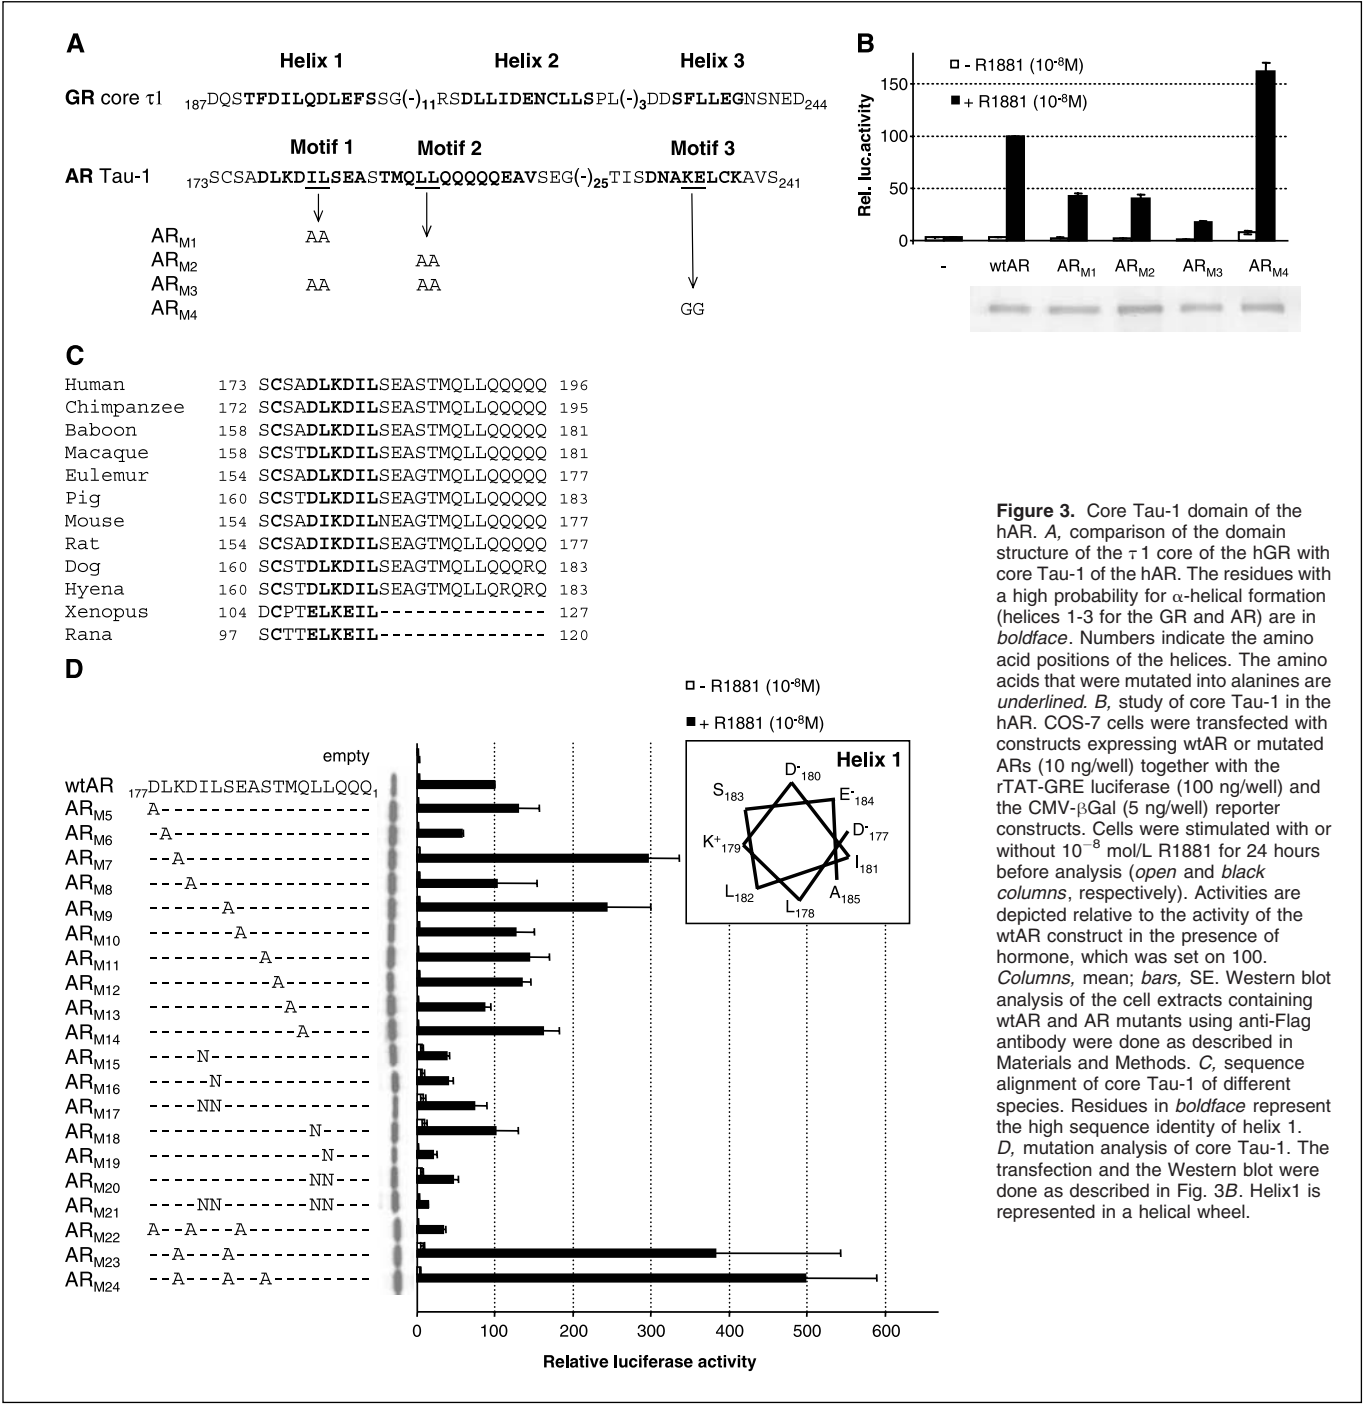 A
Helix 1 Helix 2 Helix 3
GR core τ1 187DQSTFDILQDLEFSSG(-)11RSDLLIDENCLLSPL(-)3DDSFLLEGNSNED244
Motif 1 Motif 2 Motif 3
AR Tau-1 173SCSADLKDILSEASTMQLLQQQQQEAVSEG(-)25TISDNAKELCKAVS241
ARM1 AA
ARM2 AA
ARM3 AA AA
ARM4 GG
B
- R1881 (10-8M)
+ R1881 (10-8M)
Rel. luc.activity
150
100
50
0
- wtAR ARM1 ARM2 ARM3 ARM4
C
Human 173 SCSADLKDILSEASTMQLLQQQQQ 196
Chimpanzee 172 SCSADLKDILSEASTMQLLQQQQQ 195
Baboon 158 SCSADLKDILSEASTMQLLQQQQQ 181
Macaque 158 SCSTDLKDILSEASTMQLLQQQQQ 181
Eulemur 154 SCSADLKDILSEAGTMQLLQQQQQ 177
Pig 160 SCSTDLKDILSEAGTMQLLQQQQQ 183
Mouse 154 SCSADIKDILNEAGTMQLLQQQQQ 177
Rat 154 SCSADIKDILSEAGTMQLLQQQQQ 177
Dog 160 SCSTDLKDILSEAGTMQLLQQQRQ 183
Hyena 160 SCSTDLKDILSEAGTMQLLQRQRQ 183
Xenopus 104 DCPTELKEIL-------------- 127
Rana 97 SCTTELKEIL-------------- 120
D
- R1881 (10-8M)
+ R1881 (10-8M)
empty
wtAR 177DLKDILSEASTMQLLQQQ1
ARM5 A-----------------
ARM6 -A----------------
ARM7 --A---------------
ARM8 ---A--------------
ARM9 ------A-----------
ARM10 -------A----------
ARM11 ---------A--------
ARM12 ----------A-------
ARM13 -----------A------
ARM14 ------------A-----
ARM15 ----N-------------
ARM16 -----N------------
ARM17 ----NN------------
ARM18 -------------N----
ARM19 --------------N---
ARM20 -------------NN---
ARM21 ----NN-------NN---
ARM22 A--A---A----------
ARM23 --A---A-----------
ARM24 --A---A--A--------
Helix 1
D-180
S183
E-184
D-177
K+179
I181
L182
A185
L178
0 100 200 300 400 500 600
Relative luciferase activity
Figure 3. Core Tau-1 domain of the
hAR. A, comparison of the domain
structure of the τ1 core of the hGR with
core Tau-1 of the hAR. The residues with
a high probability for α-helical formation
(helices 1-3 for the GR and AR) are in
boldface. Numbers indicate the amino
acid positions of the helices. The amino
acids that were mutated into alanines are
underlined. B, study of core Tau-1 in the
hAR. COS-7 cells were transfected with
constructs expressing wtAR or mutated
ARs (10 ng/well) together with the
rTAT-GRE luciferase (100 ng/well) and
the CMV-βGal (5 ng/well) reporter
constructs. Cells were stimulated with or
without 10−8 mol/L R1881 for 24 hours
before analysis (open and black
columns, respectively). Activities are
depicted relative to the activity of the
wtAR construct in the presence of
hormone, which was set on 100.
Columns, mean; bars, SE. Western blot
analysis of the cell extracts containing
wtAR and AR mutants using anti-Flag
antibody were done as described in
Materials and Methods. C, sequence
alignment of core Tau-1 of different
species. Residues in boldface represent
the high sequence identity of helix 1.
D, mutation analysis of core Tau-1. The
transfection and the Western blot were
done as described in Fig. 3B. Helix1 is
represented in a helical wheel.